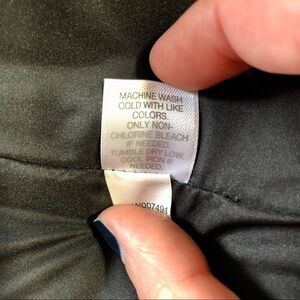 MACHINE WASH
COLD WITH LIKE
COLORS.
ONLY NON-
CHLORINE BLEACH
IF NEEDED.
TUMBLE DRY LOW.
COOL IRON IF
NEEDED.